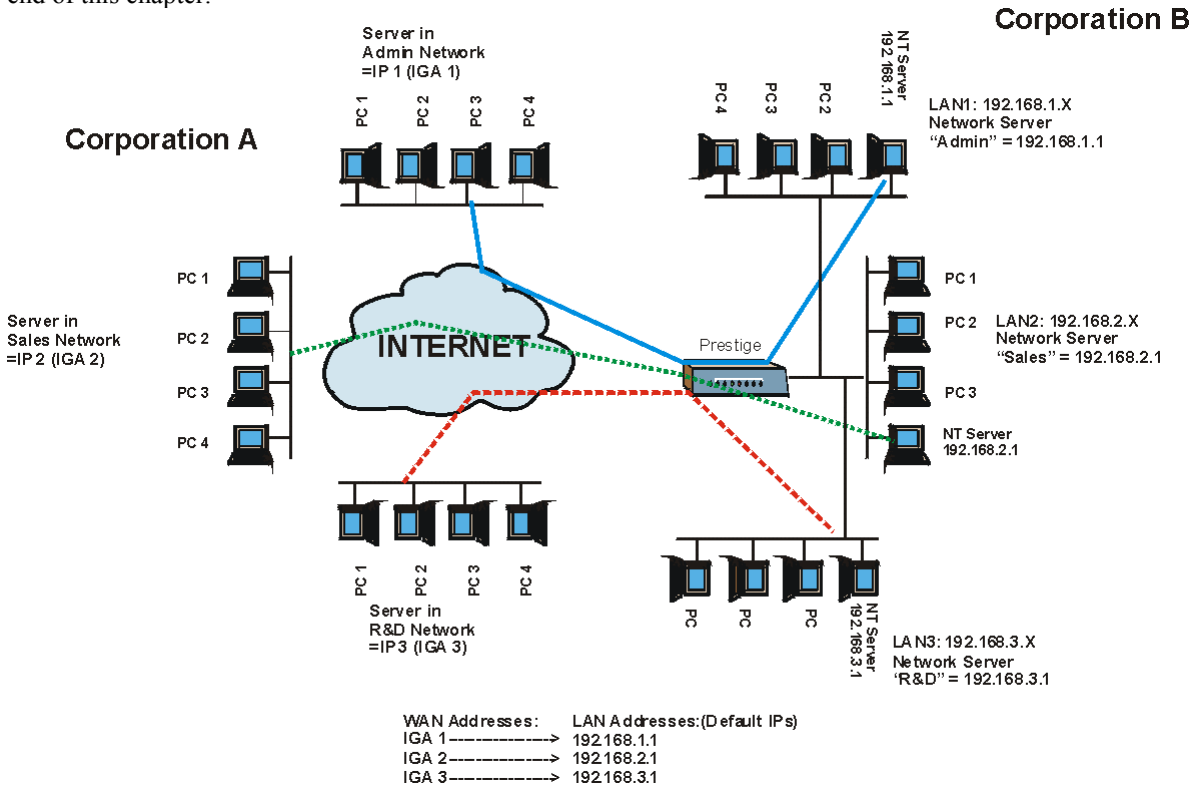 end of this chapter.
Corporation B
Server in
Admin Network
=IP 1 (IGA 1)
PC 1
PC 2
PC 3
PC 4
Corporation A
PC 4
PC 3
PC 2
NT Server
192.168.1.1
LAN1: 192.168.1.X
Network Server
"Admin" = 192.168.1.1
PC 1
PC 2
PC 3
PC 4
Server in
Sales Network
=IP2 (IGA 2)
INTERNET
Prestige
PC 1
PC 2
PC 3
NT Server
192.168.2.1
LAN2: 192.168.2.X
Network Server
"Sales" = 192.168.2.1
PC 1
PC 2
PC 3
PC 4
Server in
R&D Network
=IP3 (IGA 3)
PC
PC
PC
NT Server
192.168.3.1
LAN3: 192.168.3.X
Network Server
'R&D" = 192.168.3.1
WAN Addresses: LAN Addresses:(Default IPs)
IGA 1-----------------> 192.168.1.1
IGA 2-----------------> 192.168.2.1
IGA 3-----------------> 192.168.3.1